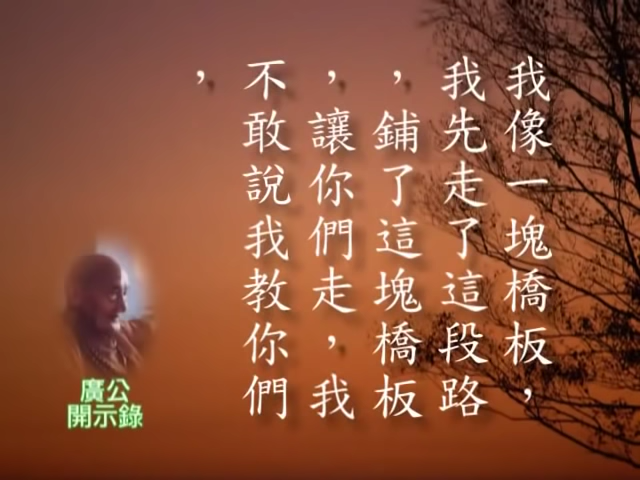 我像一塊橋板，
我先走了這段路
，鋪了這塊橋板
，讓你們走，我
不敢說我教你們
，
廣公
開示錄